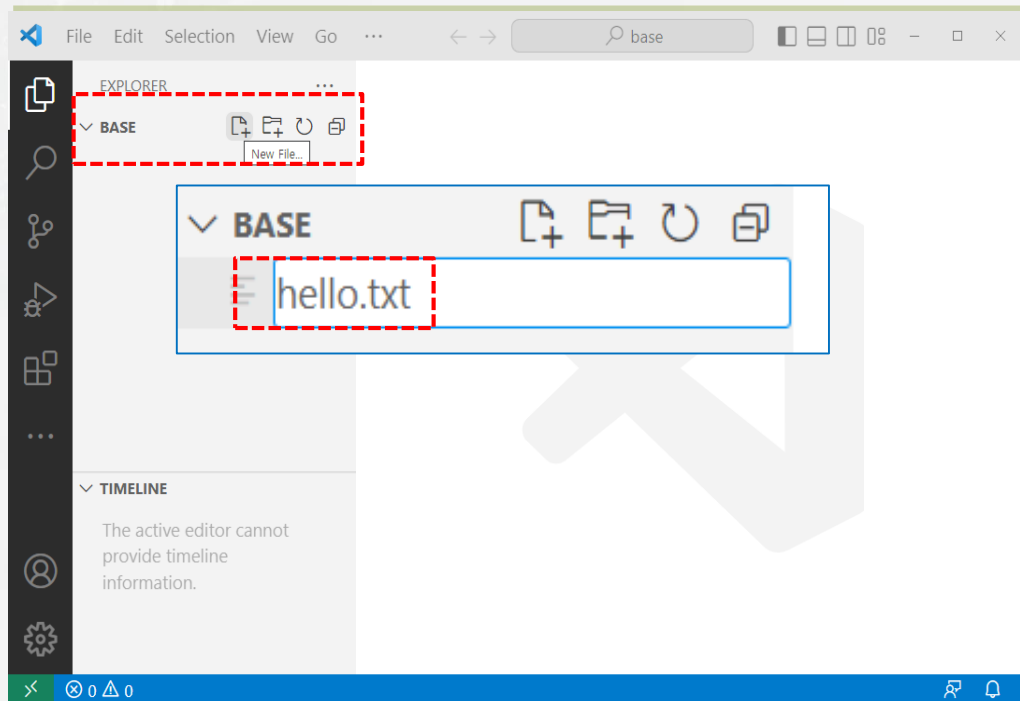 File Edit Selection View Go ··· base
EXPLORER ···
BASE
New File...
BASE
hello.txt
TIMELINE
The active editor cannot
provide timeline
information.
0 0